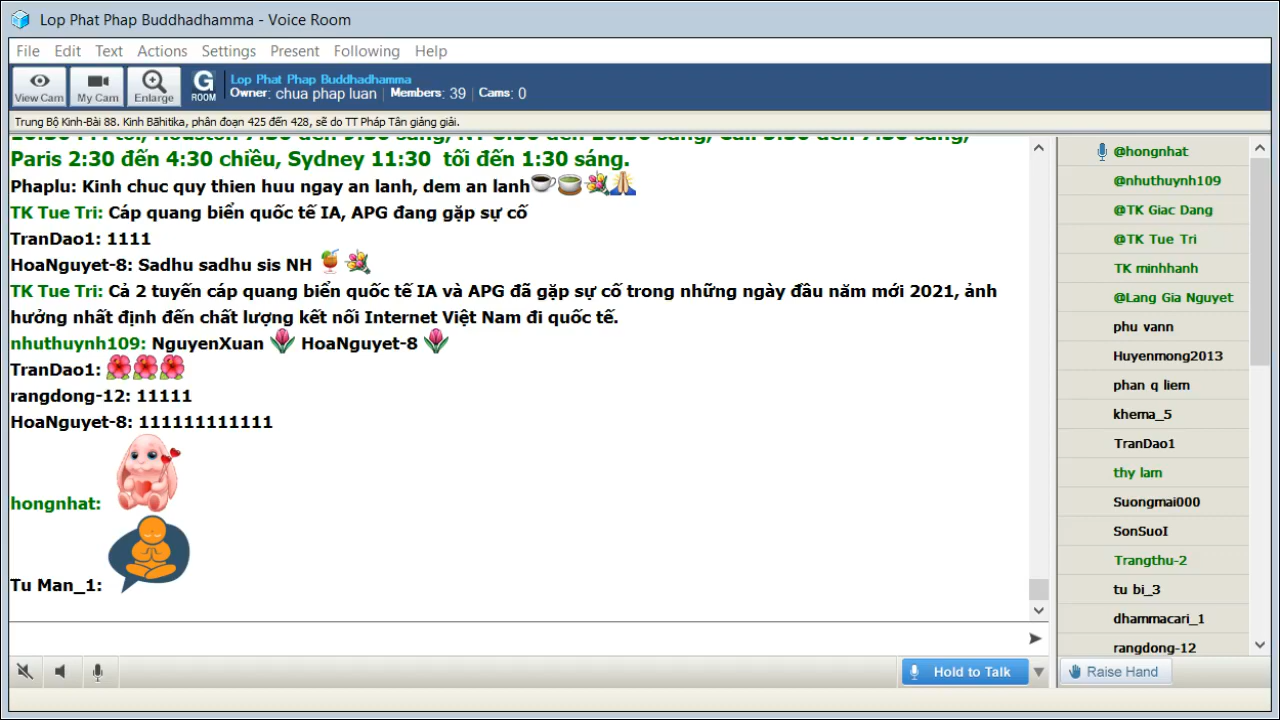 Lop Phat Phap Buddhadhamma - Voice Room
File Edit Text Actions Settings Present Following Help
View Cam My Cam Enlarge G ROOM
Lop Phat Phap Buddhadhamma
Owner: chua phap luan Members: 39 Cams: 0
Trung Bộ Kinh-Bài 88. Kinh Bāhitika, phân đoạn 425 đến 428, sẽ do TT Pháp Tân giảng giải.
Paris 2:30 đến 4:30 chiều, Sydney 11:30 tối đến 1:30 sáng.
Phaplu: Kinh chuc quy thien huu ngay an lanh, dem an lanh
TK Tue Tri: Cáp quang biển quốc tế IA, APG đang gặp sự cố
TranDao1: 1111
HoaNguyet-8: Sadhu sadhu sis NH
TK Tue Tri: Cả 2 tuyến cáp quang biển quốc tế IA và APG đã gặp sự cố trong những ngày đầu năm mới 2021, ảnh
hưởng nhất định đến chất lượng kết nối Internet Việt Nam đi quốc tế.
nhuthuynh109: NguyenXuan HoaNguyet-8
TranDao1:
rangdong-12: 11111
HoaNguyet-8: 111111111111
hongnhat:
Tu Man_1:
Hold to Talk
@hongnhat
@nhuthuynh109
@TK Giac Dang
@TK Tue Tri
TK minhhanh
@Lang Gia Nguyet
phu vann
Huyenmong2013
phan q liem
khema_5
TranDao1
thy lam
Suongmai000
SonSuoI
Trangthu-2
tu bi_3
dhammacari_1
rangdong-12
Raise Hand